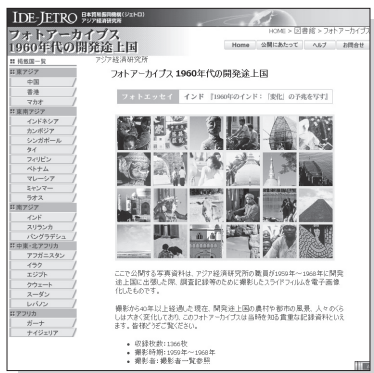 IDE-JETRO 日本貿易振興機構(ジェトロ)
アジア経済研究所
フォトアーカイブス
1960年代の開発途上国
HOME > 図書館 > フォトアーカイブス
Home 公開にあたって ヘルプ お問合せ
掲載国一覧
東アジア
中国
香港
マカオ
東南アジア
インドネシア
カンボジア
シンガポール
タイ
フィリピン
ベトナム
マレーシア
ミャンマー
ラオス
南アジア
インド
スリランカ
バングラデシュ
中東・北アフリカ
アフガニスタン
イラク
エジプト
クウェート
スーダン
レバノン
アフリカ
ガーナ
ナイジェリア
アジア経済研究所
フォトアーカイブス 1960年代の開発途上国
フォトエッセイ インド 『1960年のインド:「変化」の予兆を写す』
ここで公開する写真資料は、アジア経済研究所の職員が1959年~1968年に開発
途上国に出張した際、調査記録等のために撮影したスライドフィルムを電子画像
化したものです。
撮影から40年以上経過した現在、開発途上国の農村や都市の風景、人々のくら
しは大きく変化しており、このフォトアーカイブスは当時を知る貴重な記録資料といえ
ます。皆様どうぞご覧ください。
• 収録枚数:1366枚
• 撮影時期:1959年~1968年
• 撮影者:撮影者一覧参照